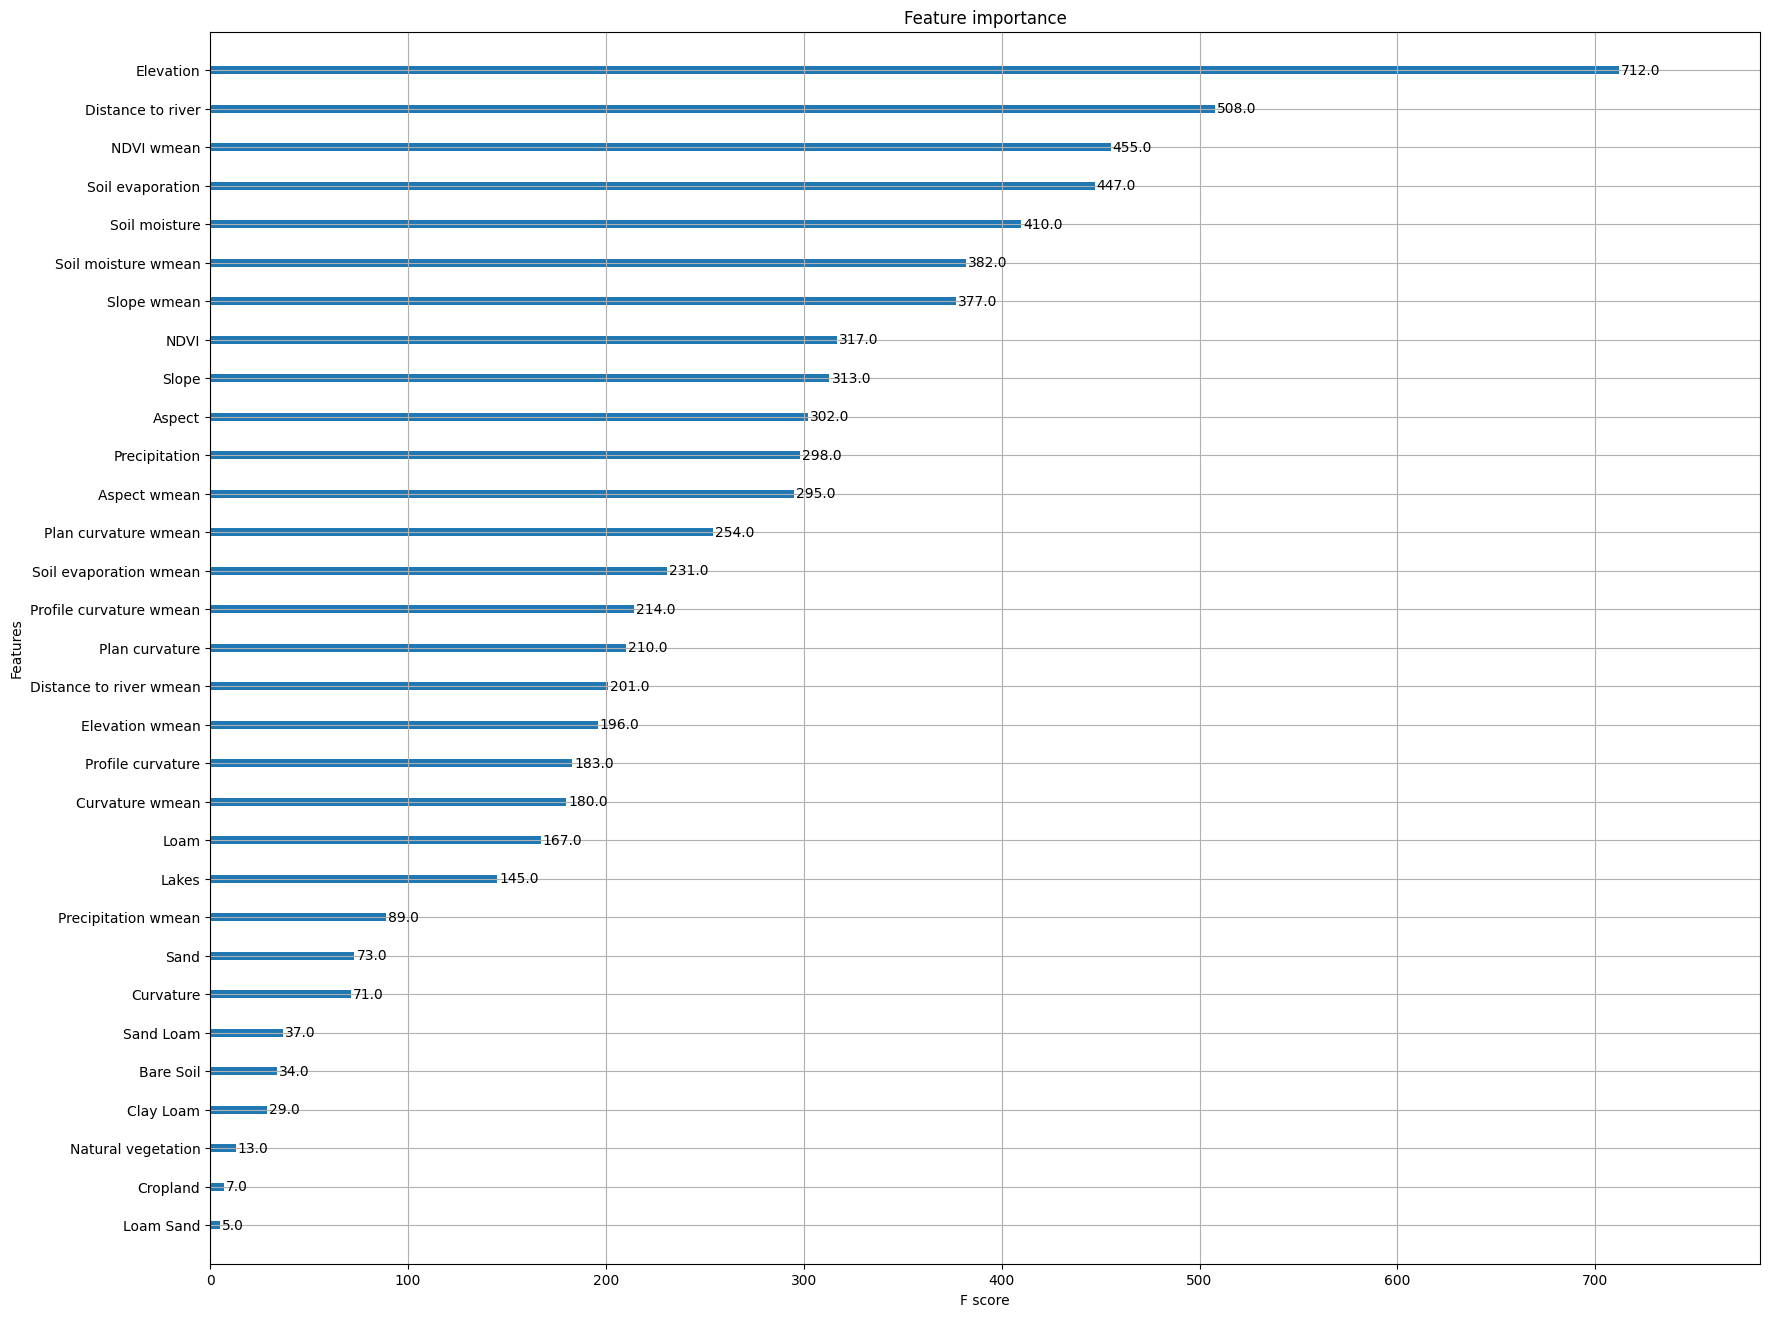 Feature importance
Elevation 712.0
Distance to river 508.0
NDVI wmean 455.0
Soil evaporation 447.0
Soil moisture 410.0
Soil moisture wmean 382.0
Slope wmean 377.0
NDVI 317.0
Slope 313.0
Aspect 302.0
Precipitation 298.0
Aspect wmean 295.0
Plan curvature wmean 254.0
Soil evaporation wmean 231.0
Profile curvature wmean 214.0
Plan curvature 210.0
Distance to river wmean 201.0
Elevation wmean 196.0
Profile curvature 183.0
Curvature wmean 180.0
Loam 167.0
Lakes 145.0
Precipitation wmean 89.0
Sand 73.0
Curvature 71.0
Sand Loam 37.0
Bare Soil 34.0
Clay Loam 29.0
Natural vegetation 13.0
Cropland 7.0
Loam Sand 5.0
Features
0 100 200 300 400 500 600 700
F score